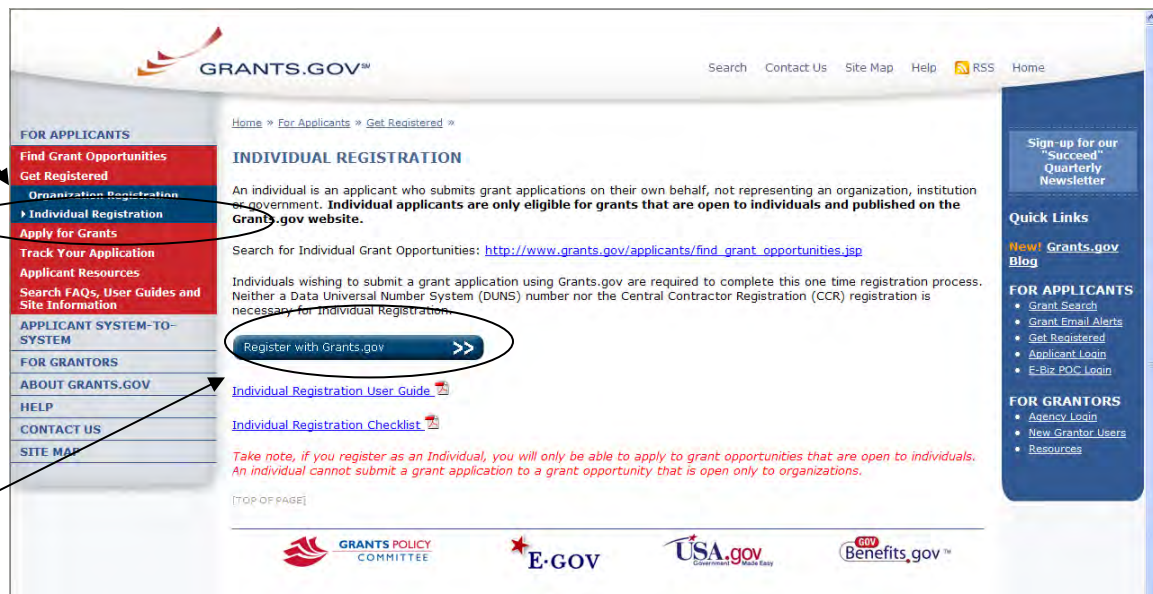 GRANTS.GOV℠
Search Contact Us Site Map Help RSS Home
FOR APPLICANTS
Find Grant Opportunities
Get Registered
Organization Registration
Individual Registration
Apply for Grants
Track Your Application
Applicant Resources
Search FAQs, User Guides and
Site Information
APPLICANT SYSTEM-TO-
SYSTEM
FOR GRANTORS
ABOUT GRANTS.GOV
HELP
CONTACT US
SITE MAP
Home » For Applicants » Get Registered »
INDIVIDUAL REGISTRATION
An individual is an applicant who submits grant applications on their own behalf, not representing an organization, institution
or government. Individual applicants are only eligible for grants that are open to individuals and published on the
Grants.gov website.
Search for Individual Grant Opportunities: http://www.grants.gov/applicants/find_grant_opportunities.jsp
Individuals wishing to submit a grant application using Grants.gov are required to complete this one time registration process.
Neither a Data Universal Number System (DUNS) number nor the Central Contractor Registration (CCR) registration is
necessary for Individual Registration.
Register with Grants.gov >>
Individual Registration User Guide
Individual Registration Checklist
Take note, if you register as an Individual, you will only be able to apply to grant opportunities that are open to individuals.
An individual cannot submit a grant application to a grant opportunity that is open only to organizations.
[TOP OF PAGE]
Sign-up for our
"Succeed"
Quarterly
Newsletter
Quick Links
New! Grants.gov
Blog
FOR APPLICANTS
• Grant Search
• Grant Email Alerts
• Get Registered
• Applicant Login
• E-Biz POC Login
FOR GRANTORS
• Agency Login
• New Grantor Users
• Resources
GRANTS POLICY
COMMITTEE
E-GOV
USA.gov
Government Made Easy
GOV
Benefits.gov ™